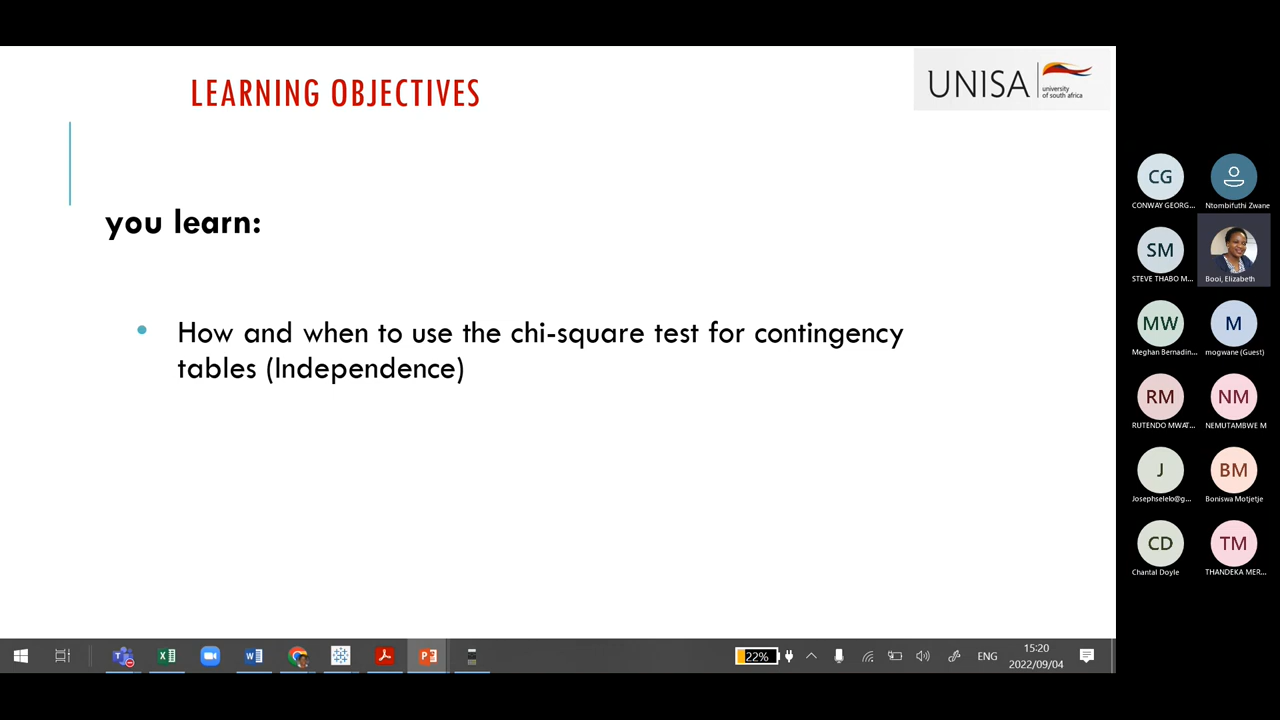 LEARNING OBJECTIVES
UNISA
university
of south africa
you learn:
How and when to use the chi-square test for contingency
tables (Independence)
CG
CONWAY GEORG...
Ntombifuthi Zwane
SM
STEVE THABO M...
Booi, Elizabeth
MW
Meghan Bernadin...
M
mogwane (Guest)
RM
RUTENDO MWAT...
NM
NEMUTAMBWE M
J
Josephselelo@g...
BM
Boniswa Motjetje
CD
Chantal Doyle
TM
THANDEKA MER...
22%
ENG
15:20
2022/09/04